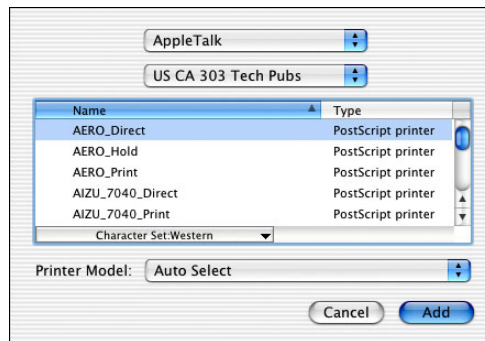 AppleTalk
US CA 303 Tech Pubs
Name Type
AERO_Direct PostScript printer
AERO_Hold PostScript printer
AERO_Print PostScript printer
AIZU_7040_Direct PostScript printer
AIZU_7040_Print PostScript printer
Character Set:Western
Printer Model: Auto Select
Cancel Add